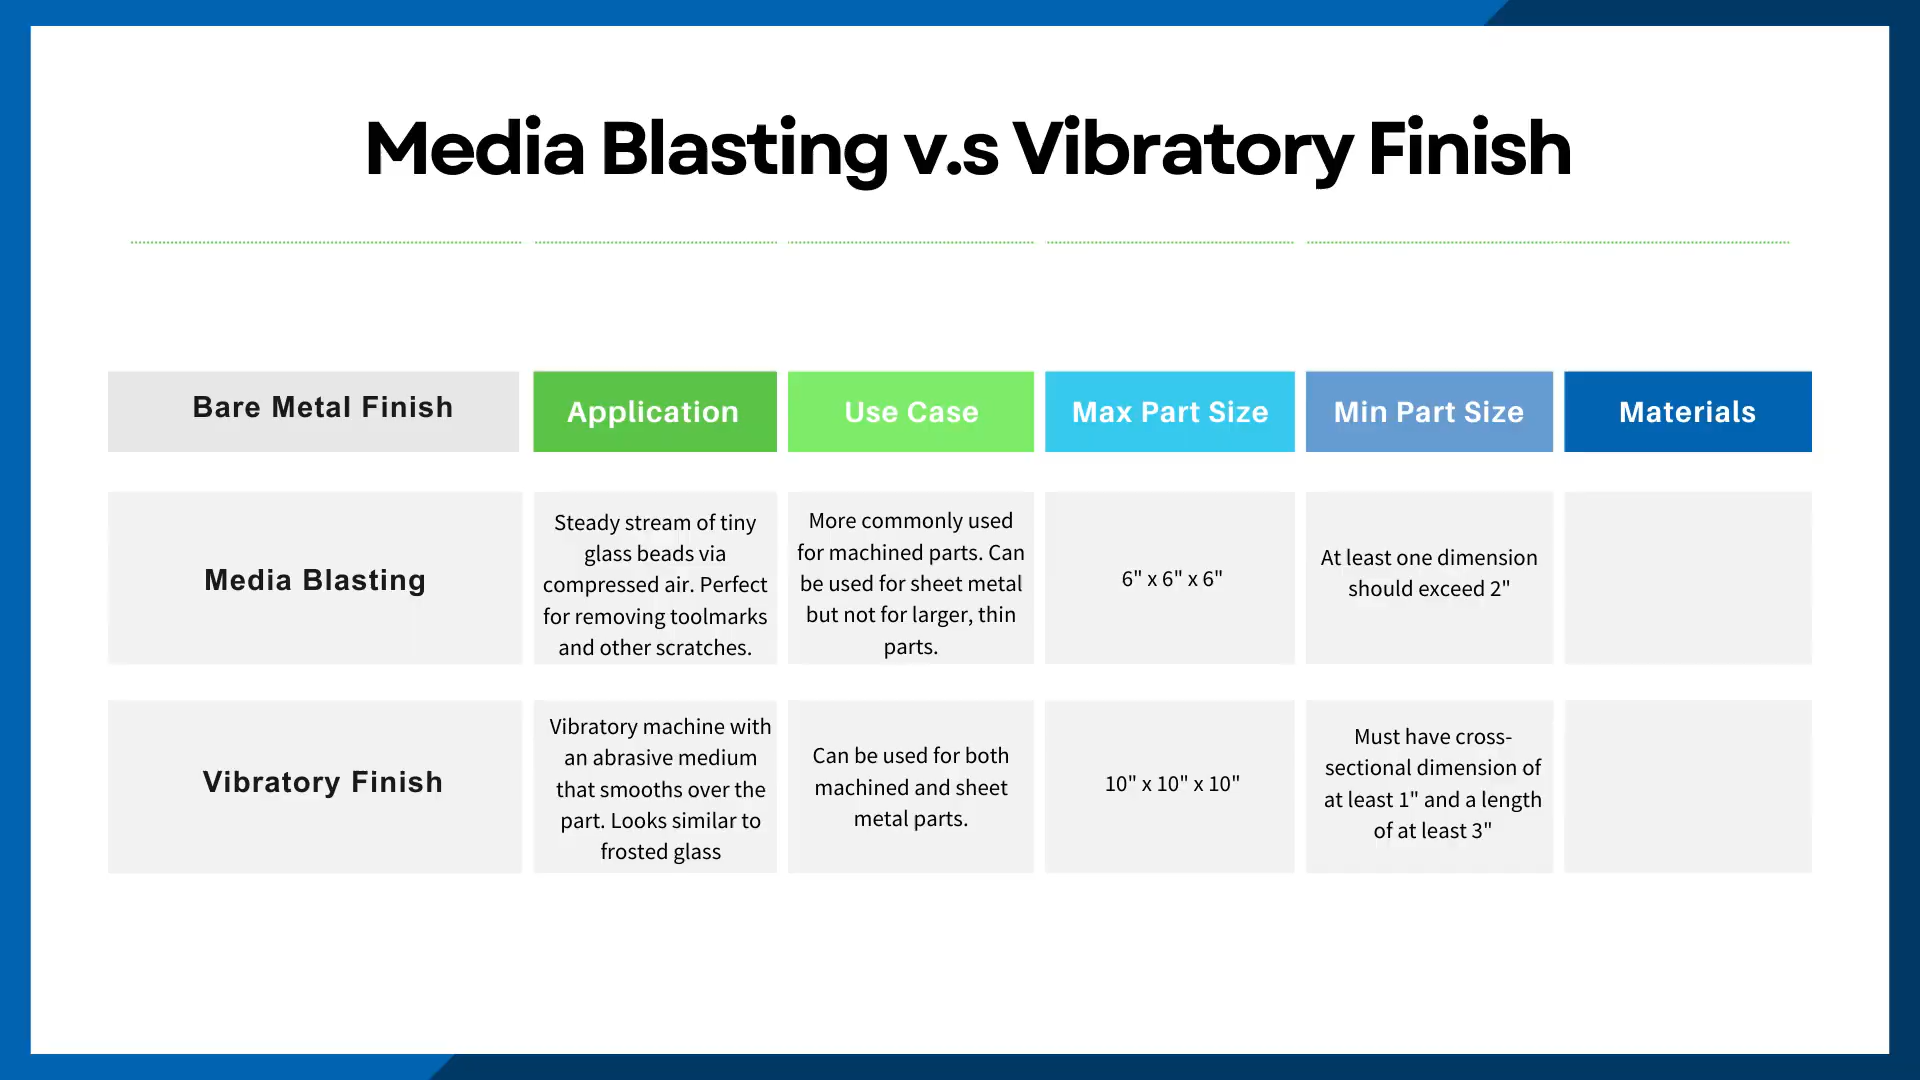 Media Blasting v.s Vibratory Finish
Bare Metal Finish
Application
Use Case
Max Part Size
Min Part Size
Materials
Media Blasting
Steady stream of tiny
glass beads via
compressed air. Perfect
for removing toolmarks
and other scratches.
More commonly used
for machined parts. Can
be used for sheet metal
but not for larger, thin
parts.
6" x 6" x 6"
At least one dimension
should exceed 2"
Vibratory Finish
Vibratory machine with
an abrasive medium
that smooths over the
part. Looks similar to
frosted glass
Can be used for both
machined and sheet
metal parts.
10" x 10" x 10"
Must have cross-
sectional dimension of
at least 1" and a length
of at least 3"